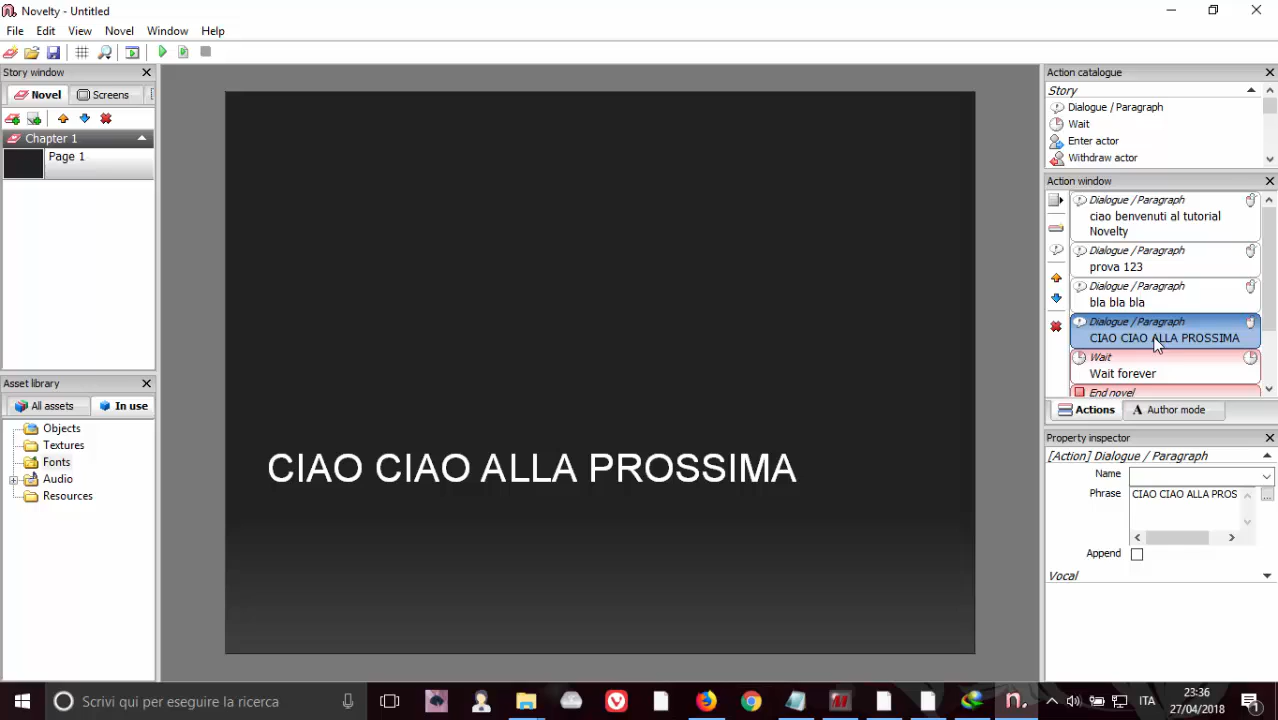 Novelty - Untitled
File Edit View Novel Window Help
Story window
Novel Screens
Chapter 1
Page 1
Asset library
All assets In use
Objects
Textures
Fonts
Audio
Resources
CIAO CIAO ALLA PROSSIMA
Action catalogue
Story
Dialogue / Paragraph
Wait
Enter actor
Withdraw actor
Action window
Dialogue / Paragraph
ciao benvenuti al tutorial
Novelty
Dialogue / Paragraph
prova 123
Dialogue / Paragraph
bla bla bla
Dialogue / Paragraph
CIAO CIAO ALLA PROSSIMA
Wait
Wait forever
End novel
Actions Author mode
Property inspector
[Action] Dialogue / Paragraph
Name
Phrase CIAO CIAO ALLA PROS
Append
Vocal
Scrivi qui per eseguire la ricerca
ITA
23:36
27/04/2018